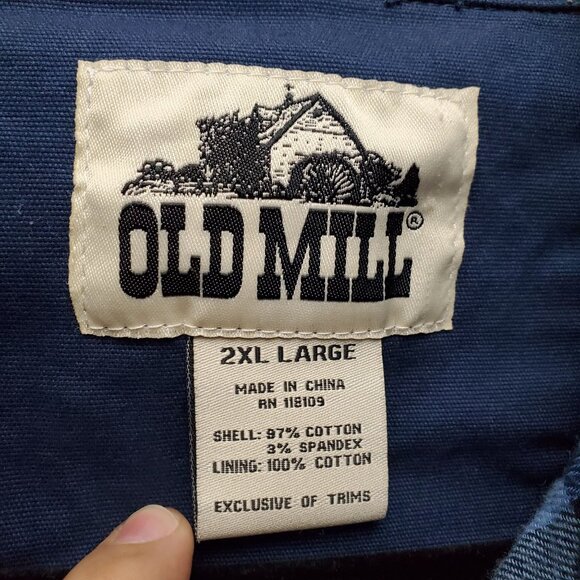 OLD MILL®
2XL LARGE
MADE IN CHINA
RN 118109
SHELL: 97% COTTON
3% SPANDEX
LINING: 100% COTTON
EXCLUSIVE OF TRIMS